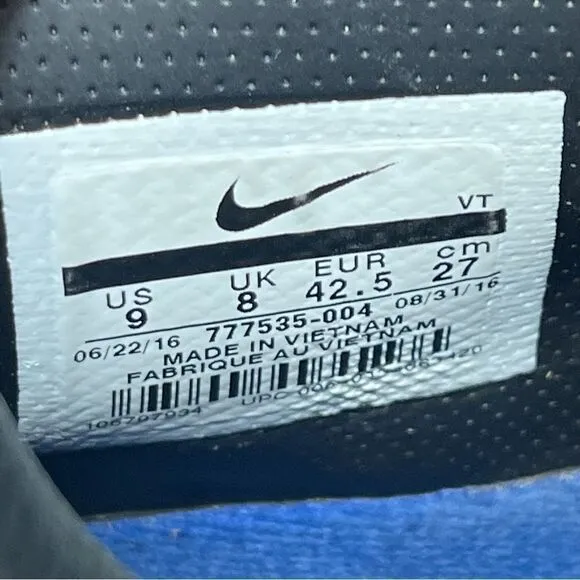 VT
US UK EUR cm
9 8 42.5 27
06/22/16 777535-004 08/31/16
MADE IN VIETNAM
FABRIQUE AU VIETNAM
UPC